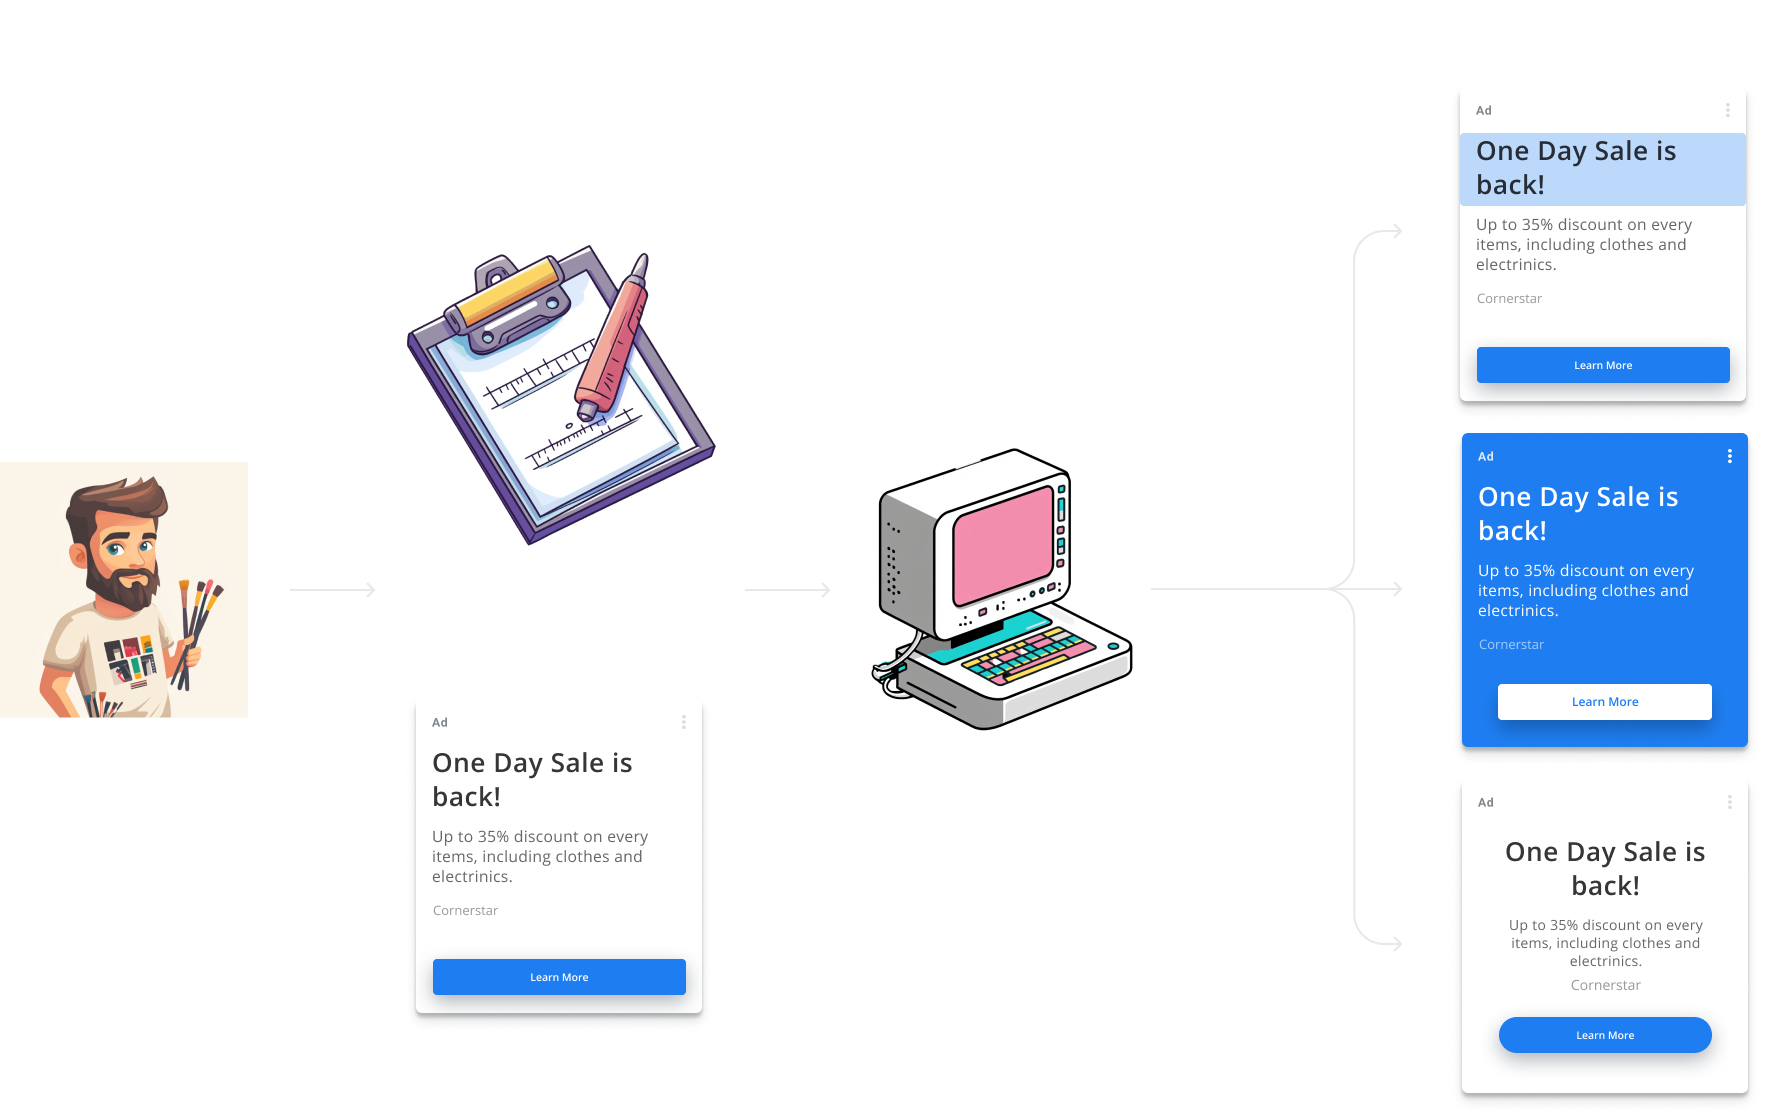 Ad
One Day Sale is
back!
Up to 35% discount on every
items, including clothes and
electrinics.
Cornerstar
Learn More
Ad
One Day Sale is
back!
Up to 35% discount on every
items, including clothes and
electrinics.
Cornerstar
Learn More
Ad
One Day Sale is
back!
Up to 35% discount on every
items, including clothes and
electrinics.
Cornerstar
Learn More
Ad
One Day Sale is
back!
Up to 35% discount on every
items, including clothes and
electrinics.
Cornerstar
Learn More